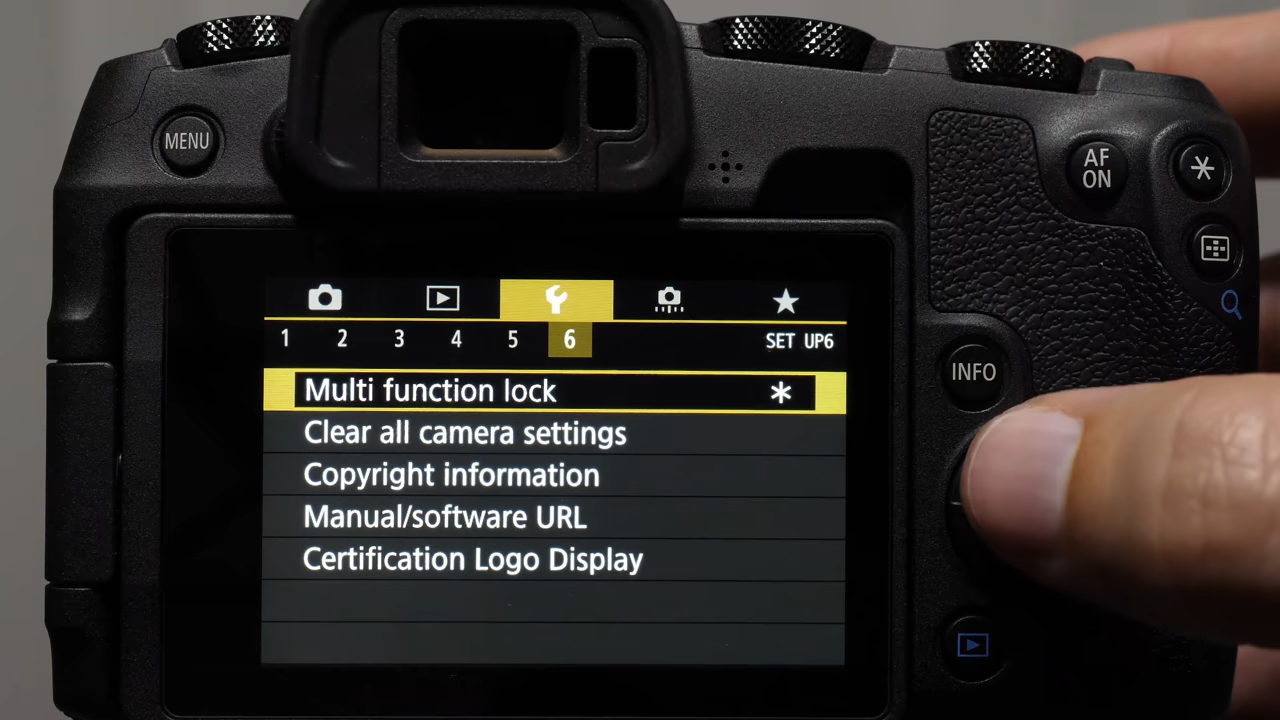 MENU
AF
ON
1 2 3 4 5 6 SET UP6
INFO
Multi function lock *
Clear all camera settings
Copyright information
Manual/software URL
Certification Logo Display